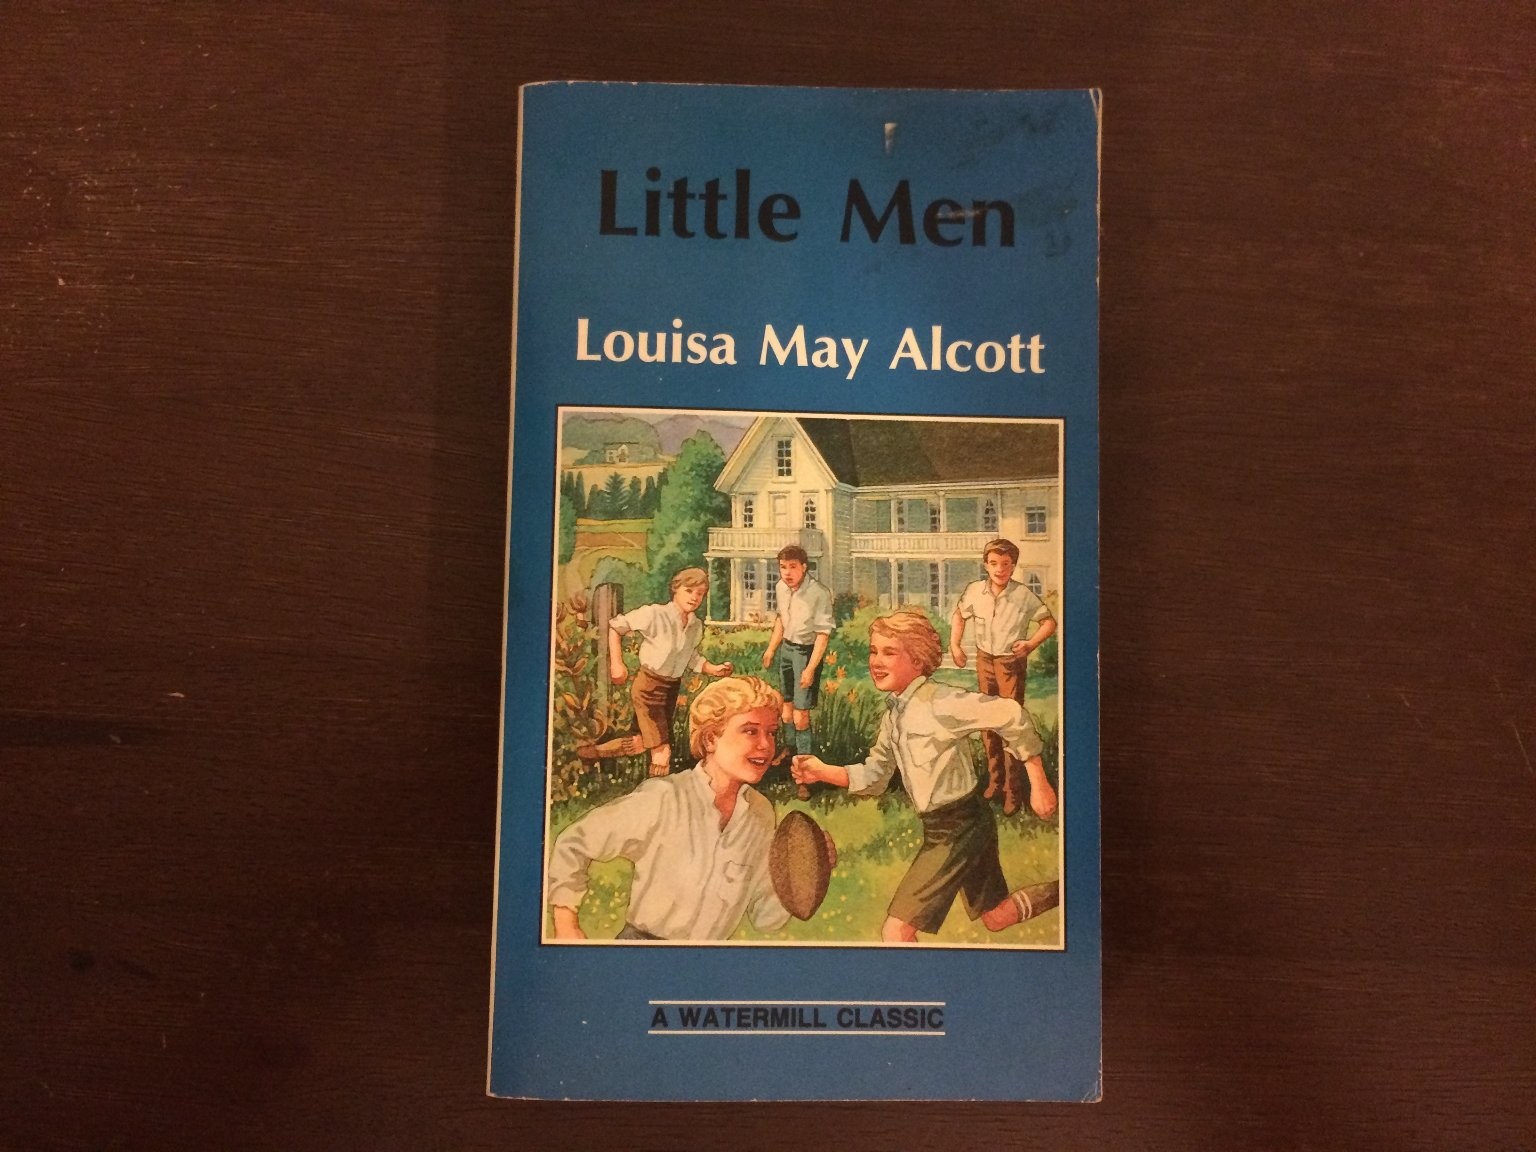 Little Men
Louisa May Alcott
A WATERMILL CLASSIC